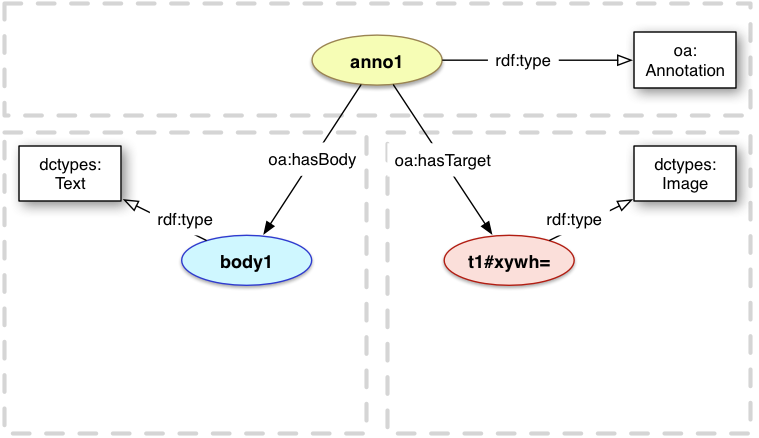 anno1
rdf:type
oa:
Annotation
oa:hasBody
oa:hasTarget
dctypes:
Text
dctypes:
Image
rdf:type
rdf:type
body1
t1#xywh=